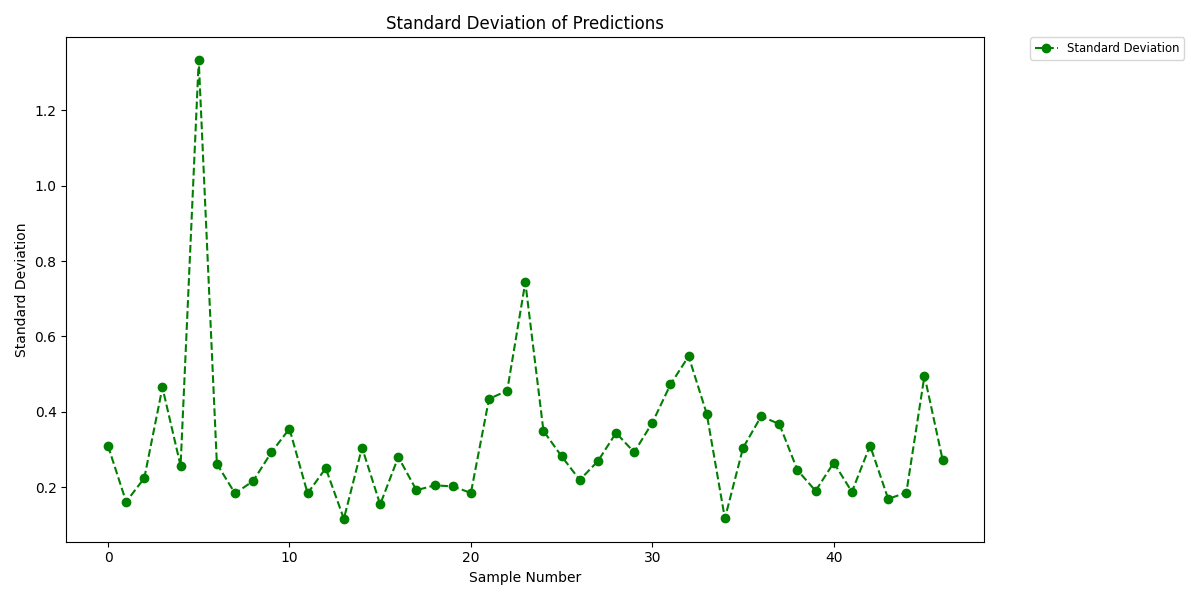 Standard Deviation of Predictions
Standard Deviation
1.2
1.0
0.8
0.6
0.4
0.2
Standard Deviation
0 10 20 30 40
Sample Number